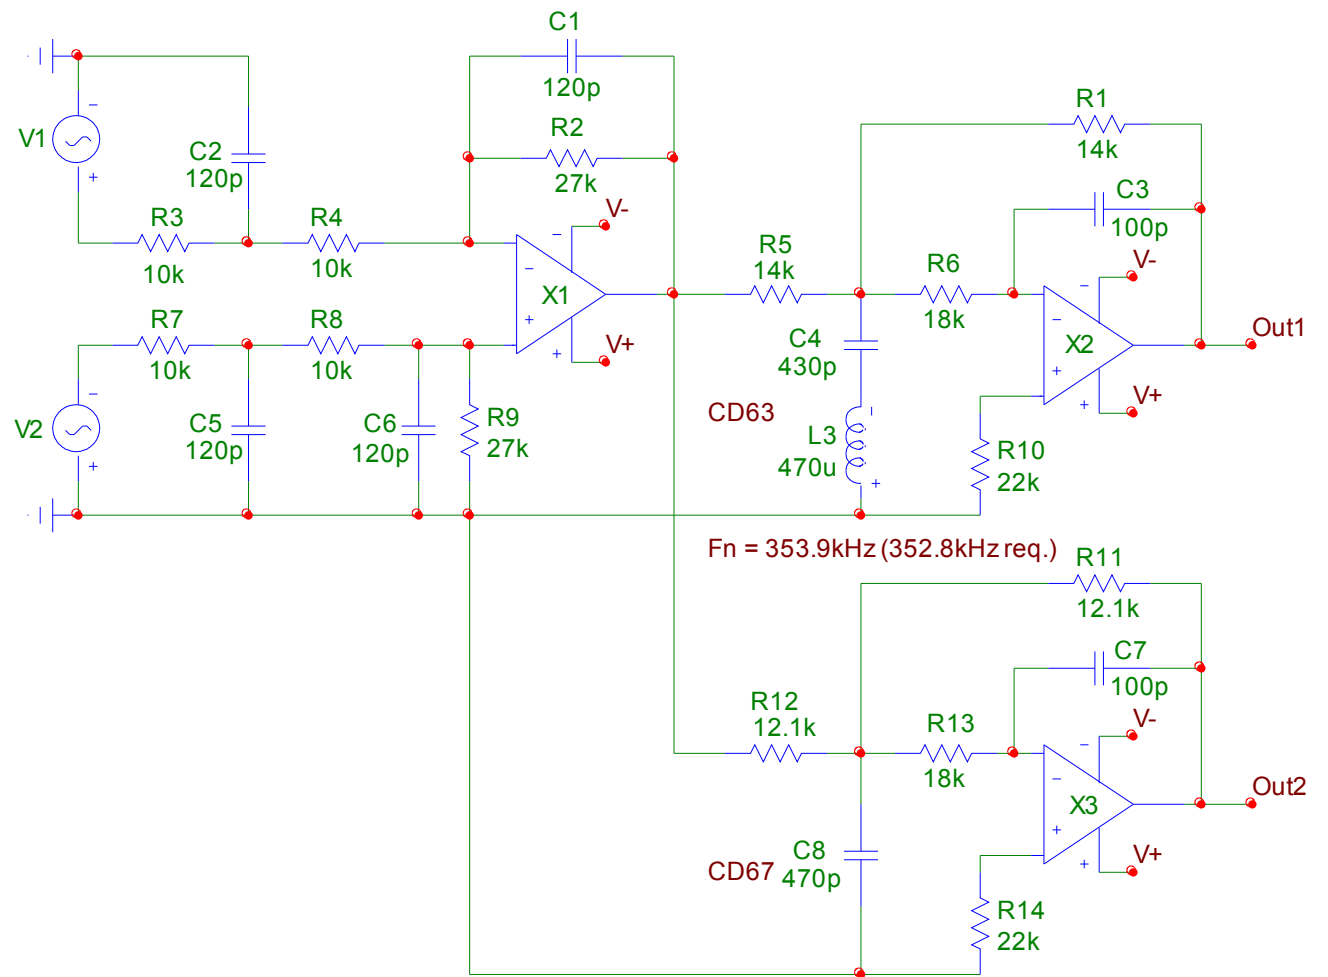 C1
120p
R2
27k
V1
C2
120p
R3
10k
R4
10k
V-
X1
V+
R1
14k
C3
100p
R5
14k
R6
18k
V-
X2
V+
Out1
R7
10k
R8
10k
V2
C5
120p
C6
120p
R9
27k
C4
430p
CD63
L3
470u
R10
22k
Fn = 353.9kHz (352.8kHz req.)
R11
12.1k
C7
100p
R12
12.1k
R13
18k
V-
X3
V+
Out2
CD67
C8
470p
R14
22k